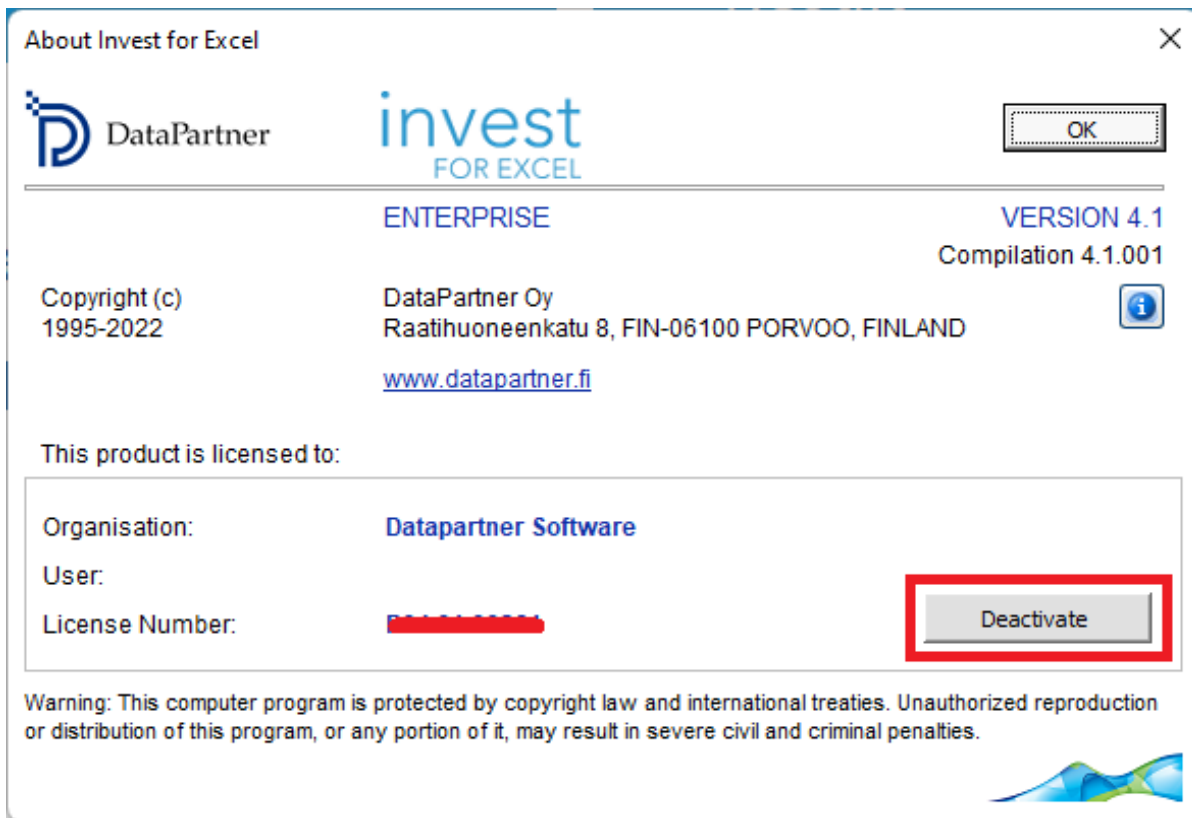 About Invest for Excel
DataPartner
invest
FOR EXCEL
OK
ENTERPRISE
VERSION 4.1
Compilation 4.1.001
Copyright (c)
1995-2022
DataPartner Oy
Raatihuoneenkatu 8, FIN-06100 PORVOO, FINLAND
www.datapartner.fi
This product is licensed to:
Organisation:
Datapartner Software
User:
License Number:
Deactivate
Warning: This computer program is protected by copyright law and international treaties. Unauthorized reproduction
or distribution of this program, or any portion of it, may result in severe civil and criminal penalties.